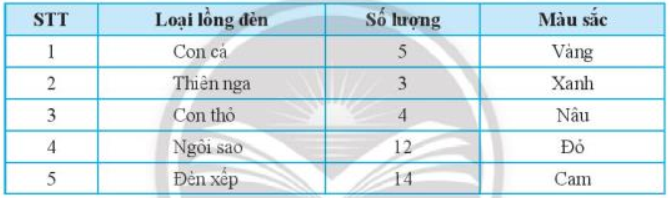 STT Loại lồng đèn Số lượng Màu sắc
1 Con cá 5 Vàng
2 Thiên nga 3 Xanh
3 Con thỏ 4 Nâu
4 Ngôi sao 12 Đỏ
5 Đèn xếp 14 Cam